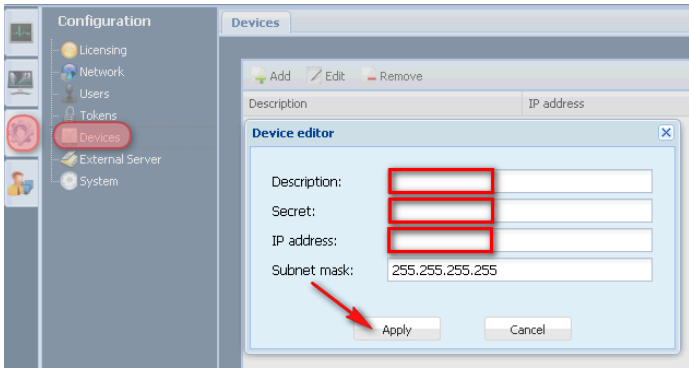 Configuration
Licensing
Network
Users
Tokens
Devices
External Server
System
Devices
Add Edit Remove
Description IP address
Device editor
Description:
Secret:
IP address:
Subnet mask: 255.255.255.255
Apply Cancel